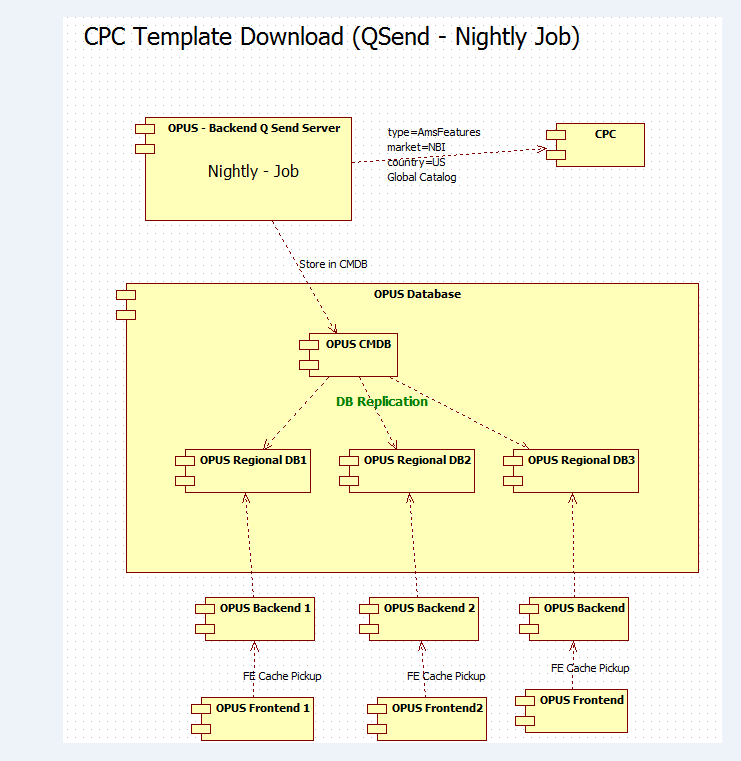 CPC Template Download (QSend - Nightly Job)
OPUS - Backend Q Send Server
Nightly - Job
type=AmsFeatures
market=NBI
country=US
Global Catalog
CPC
Store in CMDB
OPUS Database
OPUS CMDB
DB Replication
OPUS Regional DB1
OPUS Regional DB2
OPUS Regional DB3
OPUS Backend 1
OPUS Backend 2
OPUS Backend
FE Cache Pickup
FE Cache Pickup
FE Cache Pickup
OPUS Frontend 1
OPUS Frontend2
OPUS Frontend